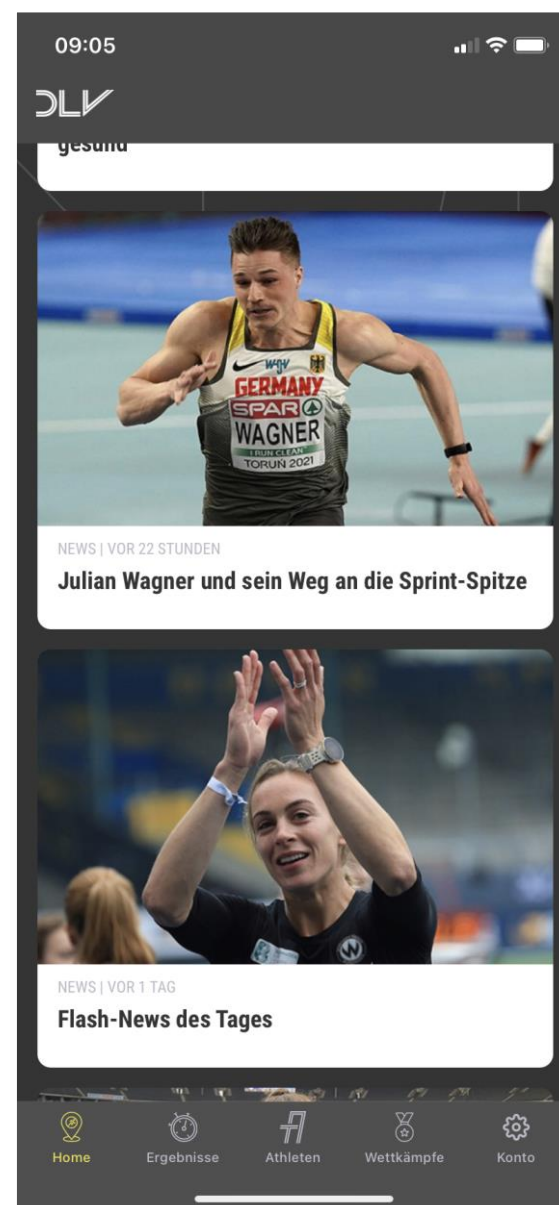 09:05
DLV
gesund
wgv
GERMANY
SPAR
WAGNER
I RUN CLEAN
TORUŃ 2021
NEWS | VOR 22 STUNDEN
Julian Wagner und sein Weg an die Sprint-Spitze
W
NEWS | VOR 1 TAG
Flash-News des Tages
Home Ergebnisse Athleten Wettkämpfe Konto